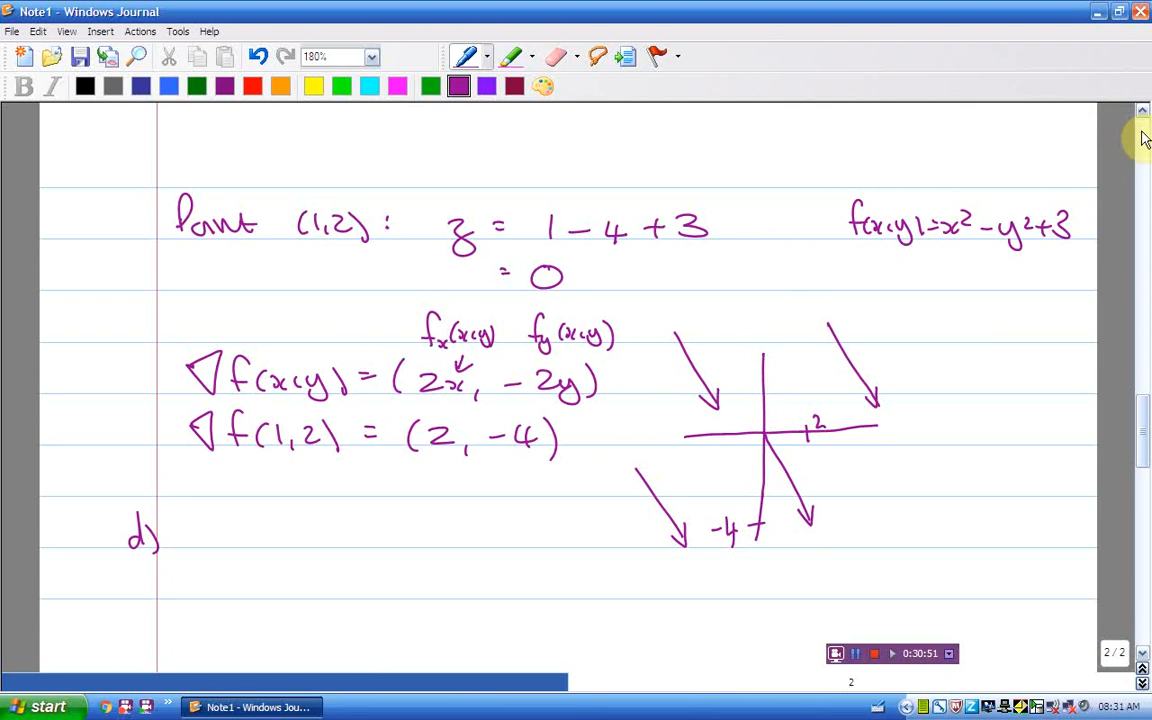 Note1 - Windows Journal
File Edit View Insert Actions Tools Help
180%
B I
Point (1,2) : z = 1 - 4 + 3
f(x,y) = x² - y² + 3
= 0
fx(x,y) fy(x,y)
∇f(x,y) = (2x, - 2y)
∇f(1,2) = (2, -4)
2
-4
d)
0:30:51
2 / 2
2
start
Note1 - Windows Jou...
08:31 AM